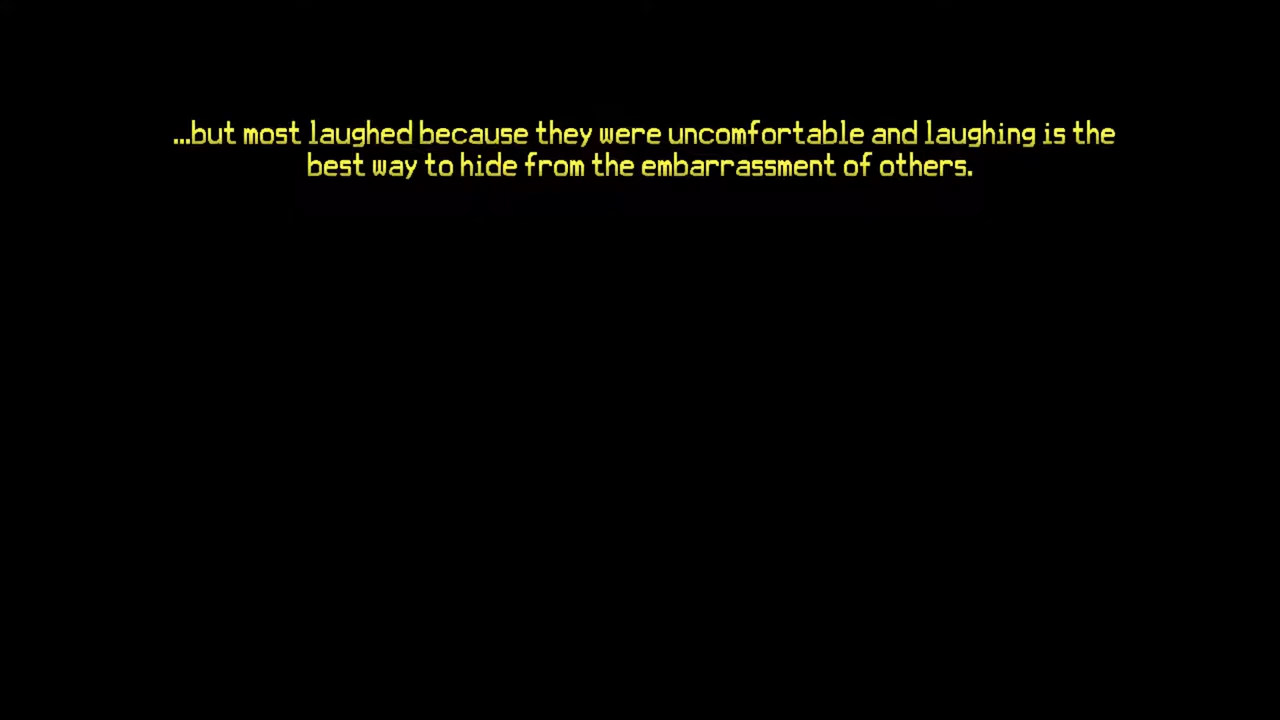 ...but most laughed because they were uncomfortable and laughing is the
best way to hide from the embarrassment of others.